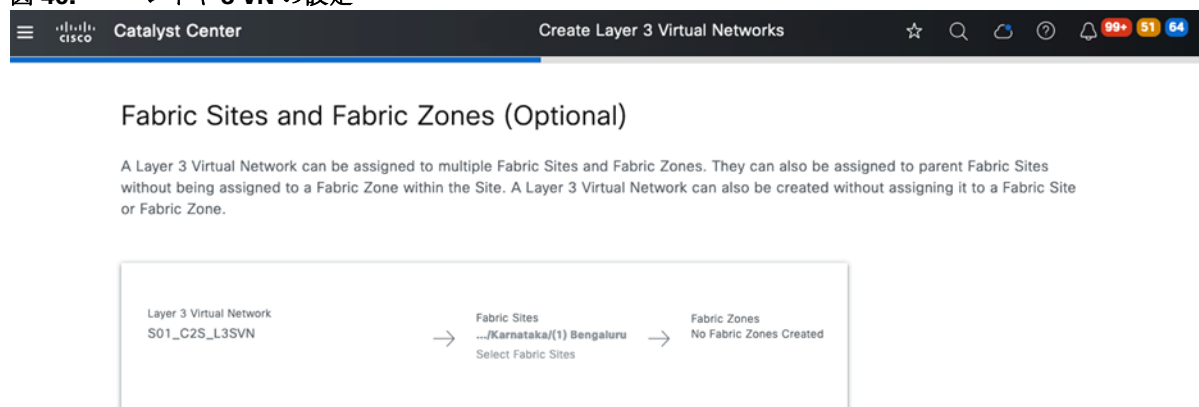 cisco
Catalyst Center
Create Layer 3 Virtual Networks
99+ 51 64
Fabric Sites and Fabric Zones (Optional)
A Layer 3 Virtual Network can be assigned to multiple Fabric Sites and Fabric Zones. They can also be assigned to parent Fabric Sites
without being assigned to a Fabric Zone within the Site. A Layer 3 Virtual Network can also be created without assigning it to a Fabric Site
or Fabric Zone.
Layer 3 Virtual Network
S01_C2S_L3SVN
Fabric Sites
.../Karnataka/(1) Bengaluru
Select Fabric Sites
Fabric Zones
No Fabric Zones Created